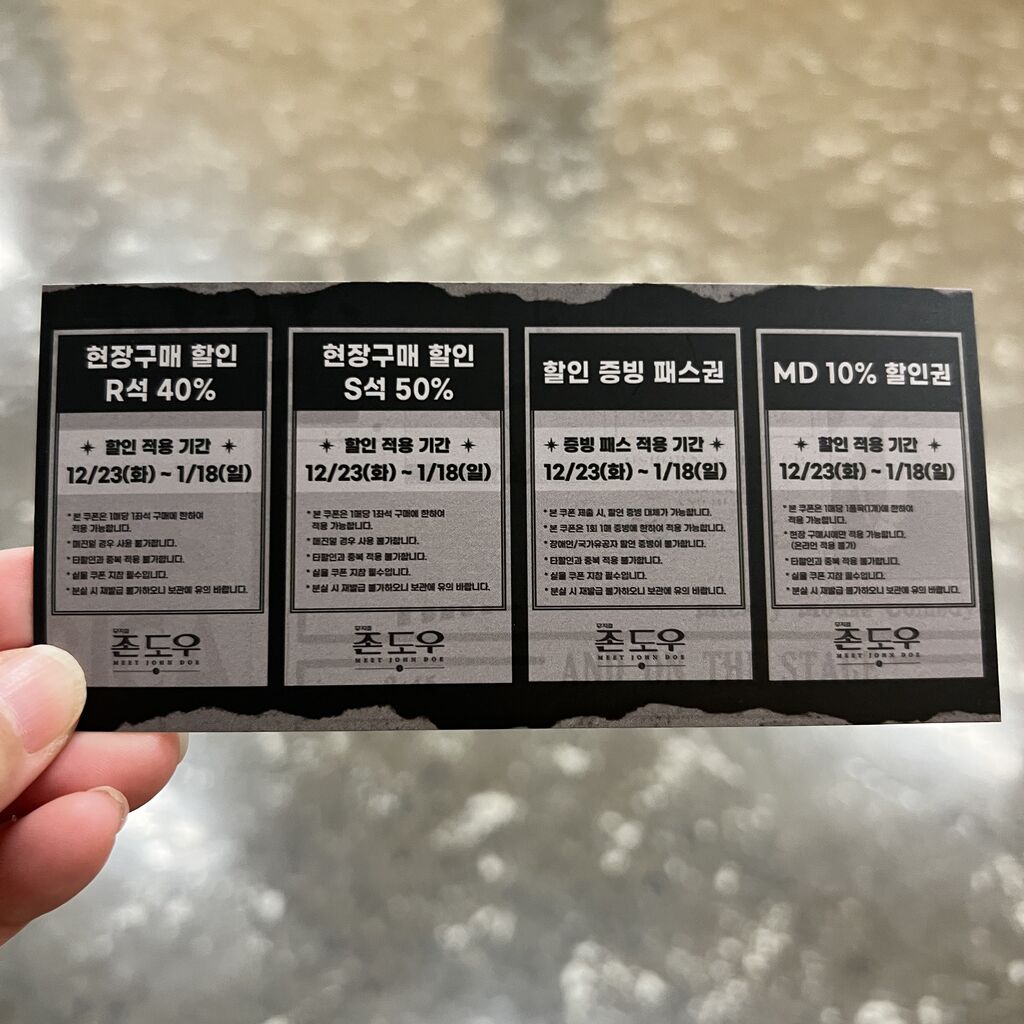 현장구매 할인
R석 40%
✦ 할인 적용 기간 ✦
12/23(화) ~ 1/18(일)
* 본 쿠폰은 1매당 1좌석 구매에 한하여
적용 가능합니다.
* 매진일 경우 사용 불가합니다.
* 타할인과 중복 적용 불가합니다.
* 실물 쿠폰 지참 필수입니다.
* 분실 시 재발급 불가하오니 보관에 유의 바랍니다.
뮤지컬
존 도우
MEET JOHN DOE
현장구매 할인
S석 50%
✦ 할인 적용 기간 ✦
12/23(화) ~ 1/18(일)
* 본 쿠폰은 1매당 1좌석 구매에 한하여
적용 가능합니다.
* 매진일 경우 사용 불가합니다.
* 타할인과 중복 적용 불가합니다.
* 실물 쿠폰 지참 필수입니다.
* 분실 시 재발급 불가하오니 보관에 유의 바랍니다.
뮤지컬
존 도우
MEET JOHN DOE
할인 증빙 패스권
✦ 증빙 패스 적용 기간 ✦
12/23(화) ~ 1/18(일)
* 본 쿠폰 제출 시, 할인 증빙 대체가 가능합니다.
* 본 쿠폰은 1회 1매 증빙에 한하여 적용 가능합니다.
* 장애인/국가유공자 할인 증빙이 불가합니다.
* 타할인과 중복 적용 불가합니다.
* 실물 쿠폰 지참 필수입니다.
* 분실 시 재발급 불가하오니 보관에 유의 바랍니다.
뮤지컬
존 도우
MEET JOHN DOE
AND ON THE STAGE
MD 10% 할인권
✦ 할인 적용 기간 ✦
12/23(화) ~ 1/18(일)
* 본 쿠폰은 1매당 1품목(1개)에 한하여
적용 가능합니다.
* 현장 구매시에만 적용 가능합니다.
(온라인 적용 불가)
* 타할인과 중복 적용 불가합니다.
* 실물 쿠폰 지참 필수입니다.
* 분실 시 재발급 불가하오니 보관에 유의 바랍니다.
뮤지컬
존 도우
MEET JOHN DOE